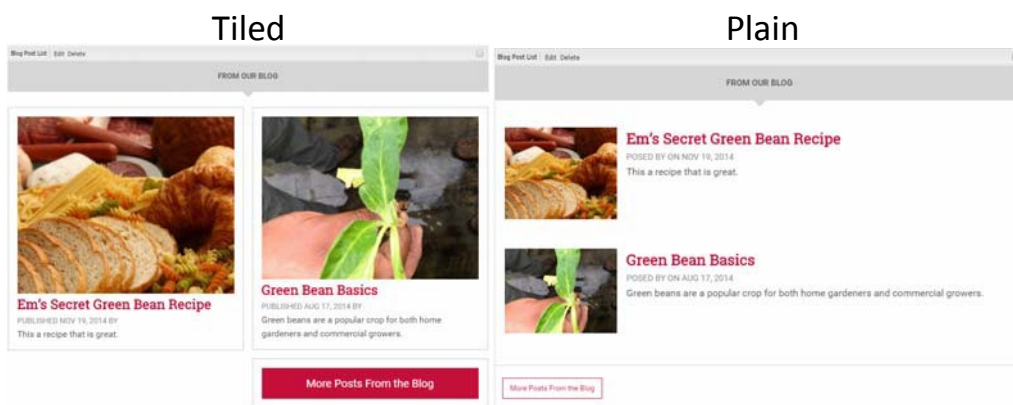 Tiled
Blog Post List Edit Delete
FROM OUR BLOG
Em's Secret Green Bean Recipe
PUBLISHED NOV 19, 2014 BY
This a recipe that is great.
Green Bean Basics
PUBLISHED AUG 17, 2014 BY
Green beans are a popular crop for both home
gardeners and commercial growers.
More Posts From the Blog
Plain
Blog Post List Edit Delete
FROM OUR BLOG
Em's Secret Green Bean Recipe
POSED BY ON NOV 19, 2014
This a recipe that is great.
Green Bean Basics
POSED BY ON AUG 17, 2014
Green beans are a popular crop for both home gardeners and commercial growers.
More Posts From the Blog